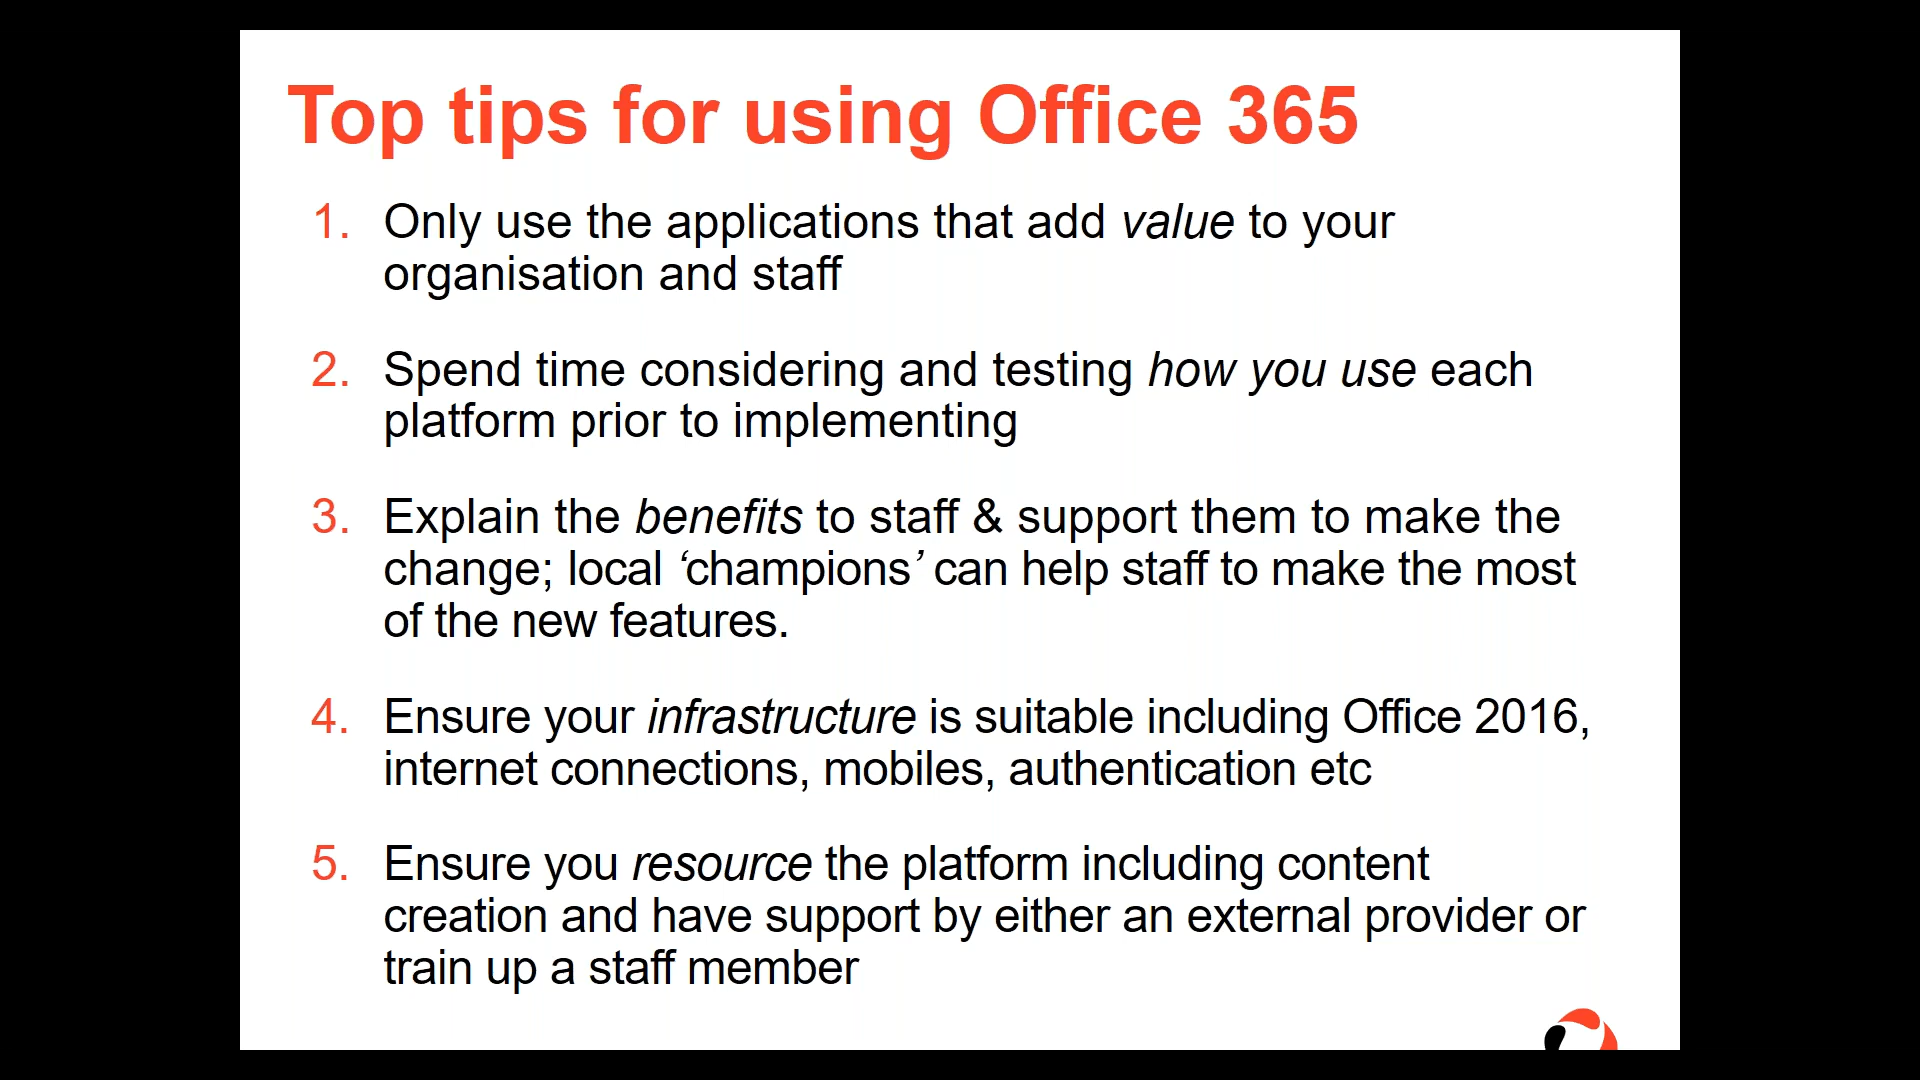 Top tips for using Office 365
1. Only use the applications that add value to your
organisation and staff
2. Spend time considering and testing how you use each
platform prior to implementing
3. Explain the benefits to staff & support them to make the
change; local ‘champions’ can help staff to make the most
of the new features.
4. Ensure your infrastructure is suitable including Office 2016,
internet connections, mobiles, authentication etc
5. Ensure you resource the platform including content
creation and have support by either an external provider or
train up a staff member